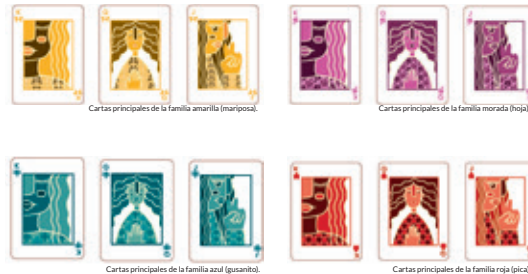 K Q J K Q J
Cartas principales de la familia amarilla (mariposa).
Cartas principales de la familia morada (hoja)
K Q J K Q J
Cartas principales de la familia azul (gusanito).
Cartas principales de la familia roja (pica)